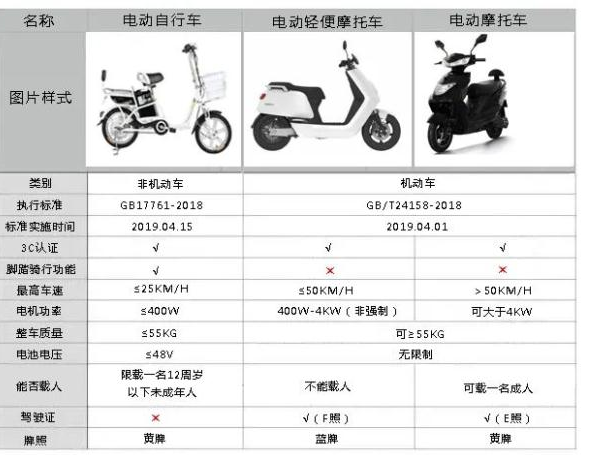 名称 电动自行车 电动轻便摩托车 电动摩托车
图片样式
类别 非机动车 机动车
执行标准 GB17761-2018 GB/T24158-2018
标准实施时间 2019.04.15 2019.04.01
3C认证 √ √ √
脚踏骑行功能 √ × ×
最高车速 ≤25KM/H ≤50KM/H >50KM/H
电机功率 ≤400W 400W-4KW（非强制） 可大于4KW
整车质量 ≤55KG 可≥55KG
电池电压 ≤48V 无限制
能否载人 限载一名12周岁 不能载人 可载一名成人
以下未成年人
驾驶证 × √（F照） √（E照）
牌照 黄牌 蓝牌 黄牌